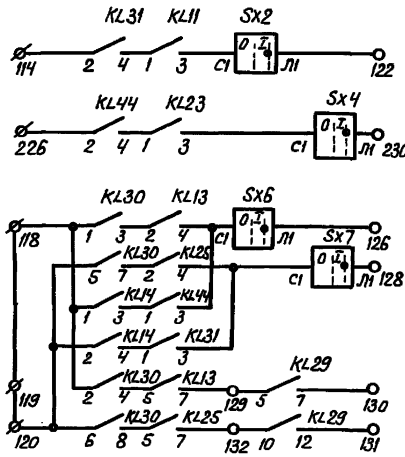 KL31 KL11 SX2
O I
114 2 4 1 3 C1 Л1 122
KL44 KL23 SX4
O I
226 2 4 1 3 C1 Л1 230
KL30 KL13 SX6
O I
118 1 3 2 4 C1 Л1 126
KL30 KL25 SX7
O I
5 7 2 4 C1 Л1 128
KL14 KL44
1 3 1 3
KL14 KL31
2 4 1 3
KL30 KL13 KL29
119 2 4 5 7 129 5 7 130
KL30 KL25 KL29
120 6 8 5 7 132 10 12 131